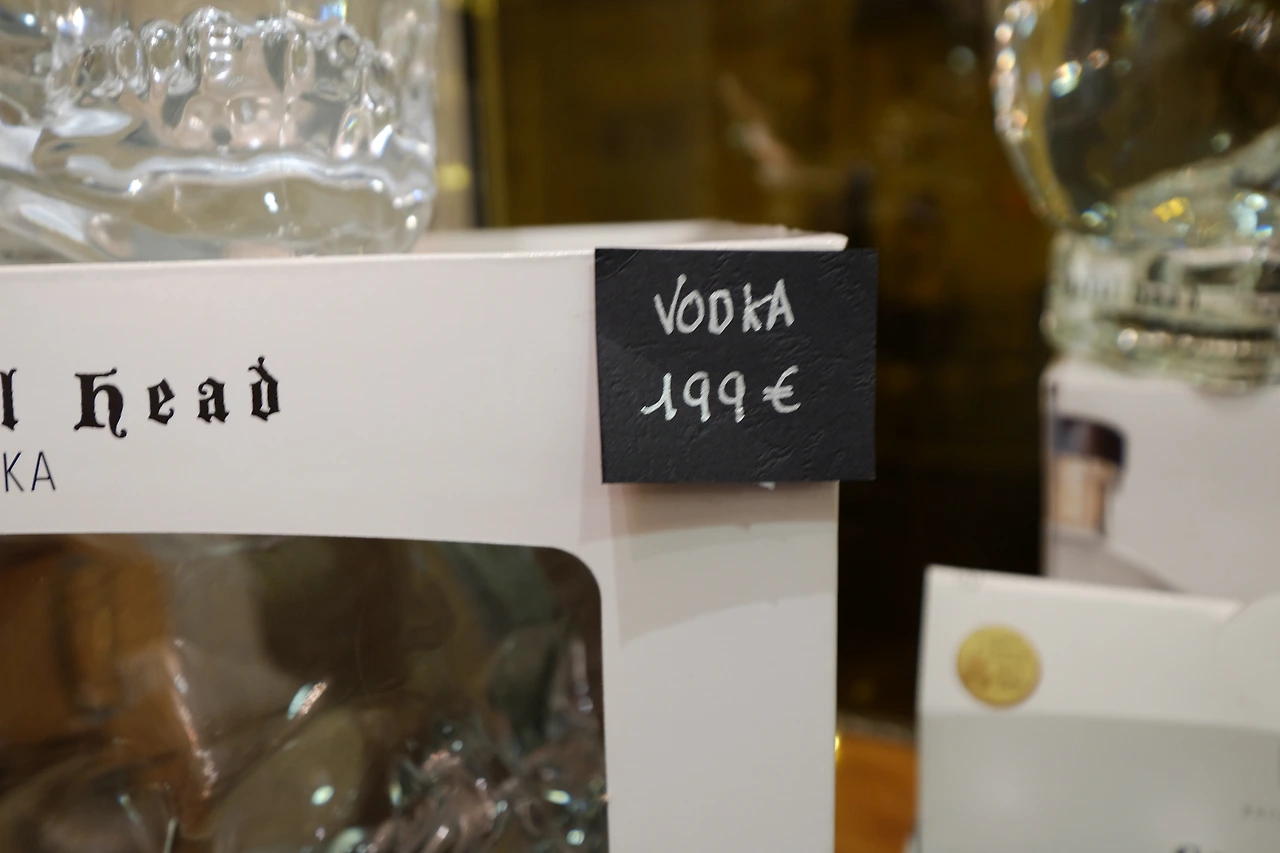 VODKA
199 €
l Head
KA